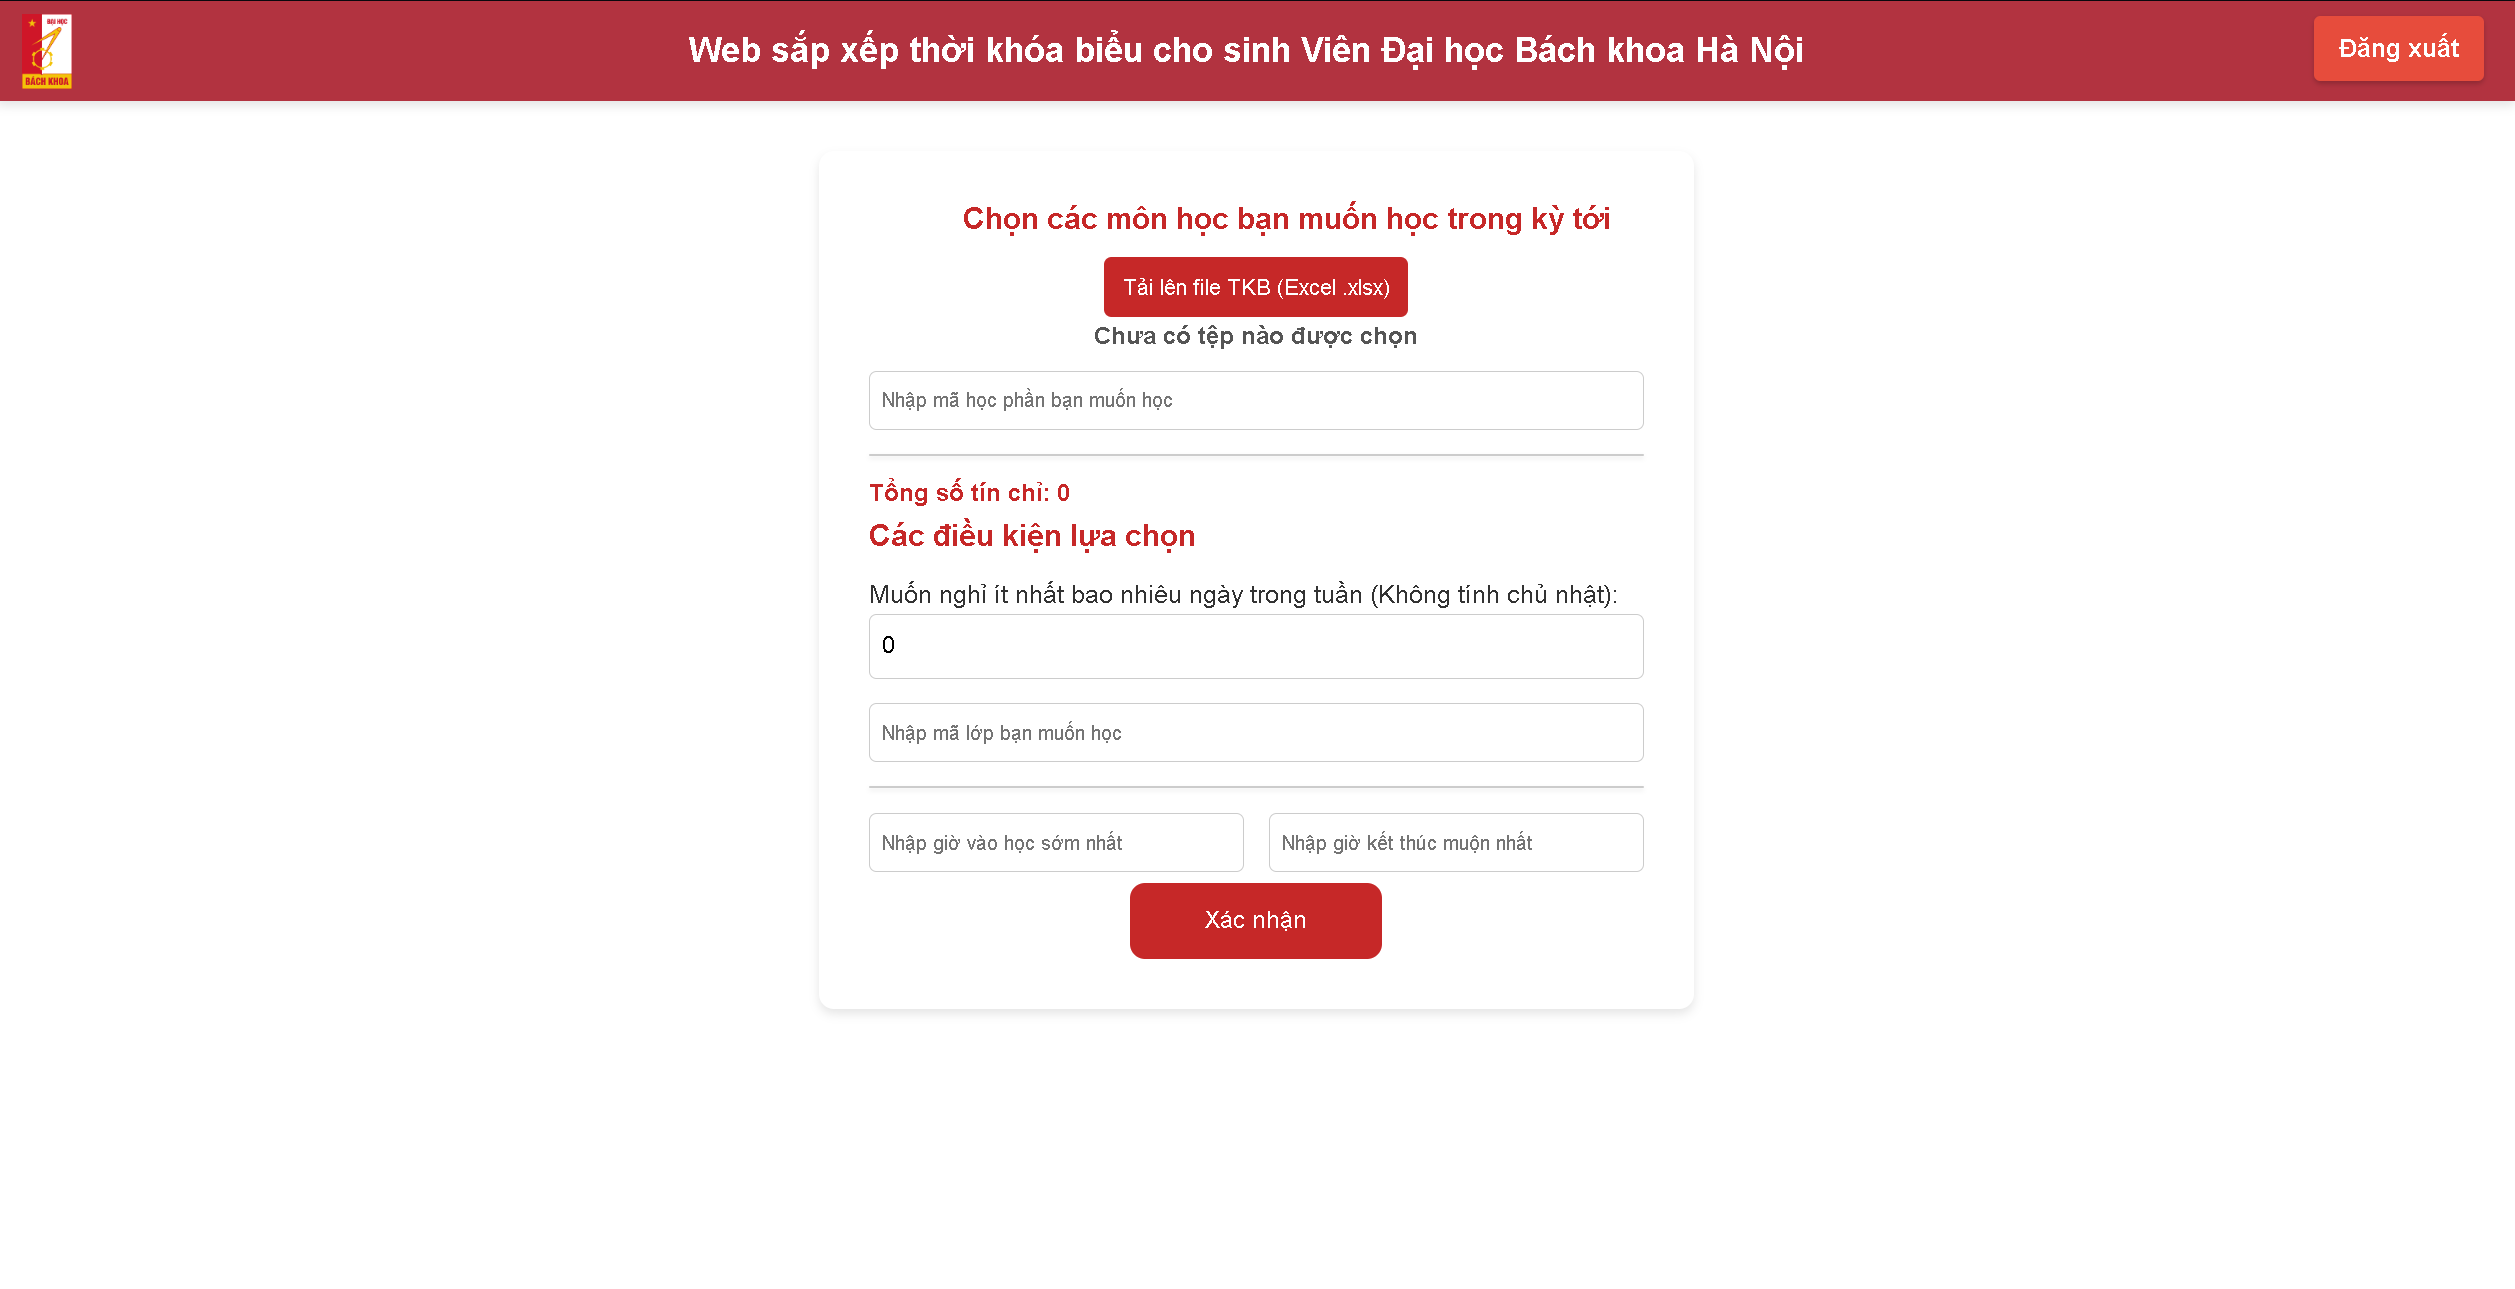 ĐẠI HỌC
BÁCH KHOA
Web sắp xếp thời khóa biểu cho sinh Viên Đại học Bách khoa Hà Nội
Đăng xuất
Chọn các môn học bạn muốn học trong kỳ tới
Tải lên file TKB (Excel .xlsx)
Chưa có tệp nào được chọn
Nhập mã học phần bạn muốn học
Tổng số tín chỉ: 0
Các điều kiện lựa chọn
Muốn nghỉ ít nhất bao nhiêu ngày trong tuần (Không tính chủ nhật):
0
Nhập mã lớp bạn muốn học
Nhập giờ vào học sớm nhất
Nhập giờ kết thúc muộn nhất
Xác nhận